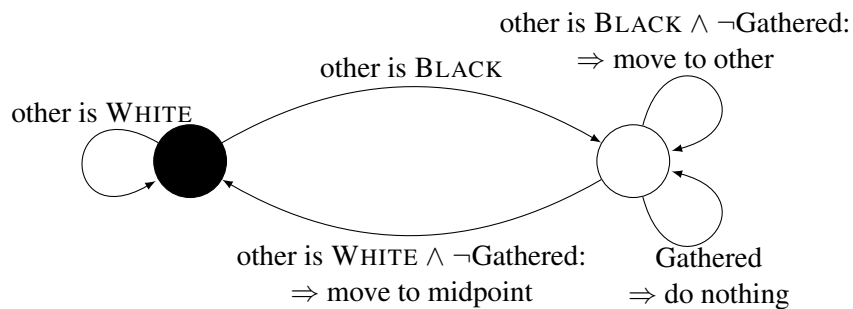 other is BLACK ∧ ¬Gathered:
⇒ move to other
other is BLACK
other is WHITE
other is WHITE ∧ ¬Gathered:
⇒ move to midpoint
Gathered
⇒ do nothing